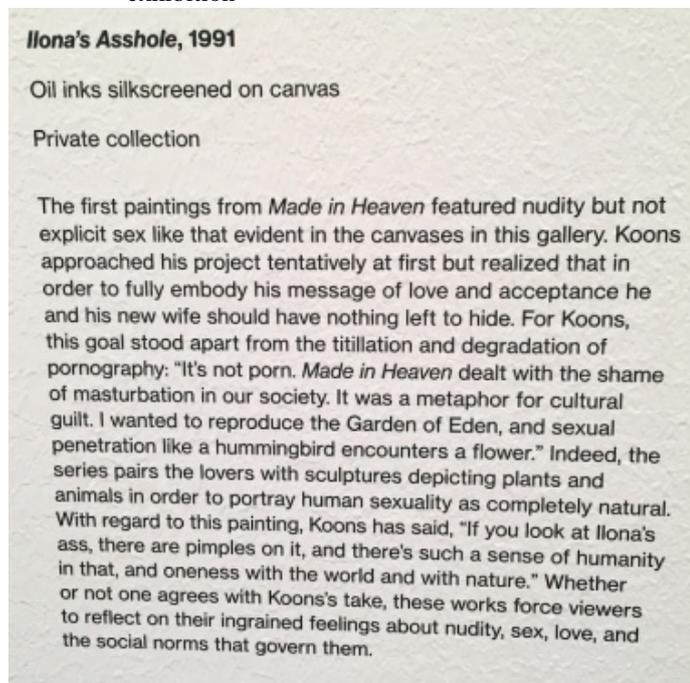 Ilona's Asshole, 1991
Oil inks silkscreened on canvas
Private collection
The first paintings from Made in Heaven featured nudity but not
explicit sex like that evident in the canvases in this gallery. Koons
approached his project tentatively at first but realized that in
order to fully embody his message of love and acceptance he
and his new wife should have nothing left to hide. For Koons,
this goal stood apart from the titillation and degradation of
pornography: “It's not porn. Made in Heaven dealt with the shame
of masturbation in our society. It was a metaphor for cultural
guilt. I wanted to reproduce the Garden of Eden, and sexual
penetration like a hummingbird encounters a flower.” Indeed, the
series pairs the lovers with sculptures depicting plants and
animals in order to portray human sexuality as completely natural.
With regard to this painting, Koons has said, “If you look at Ilona's
ass, there are pimples on it, and there's such a sense of humanity
in that, and oneness with the world and with nature.” Whether
or not one agrees with Koons's take, these works force viewers
to reflect on their ingrained feelings about nudity, sex, love, and
the social norms that govern them.